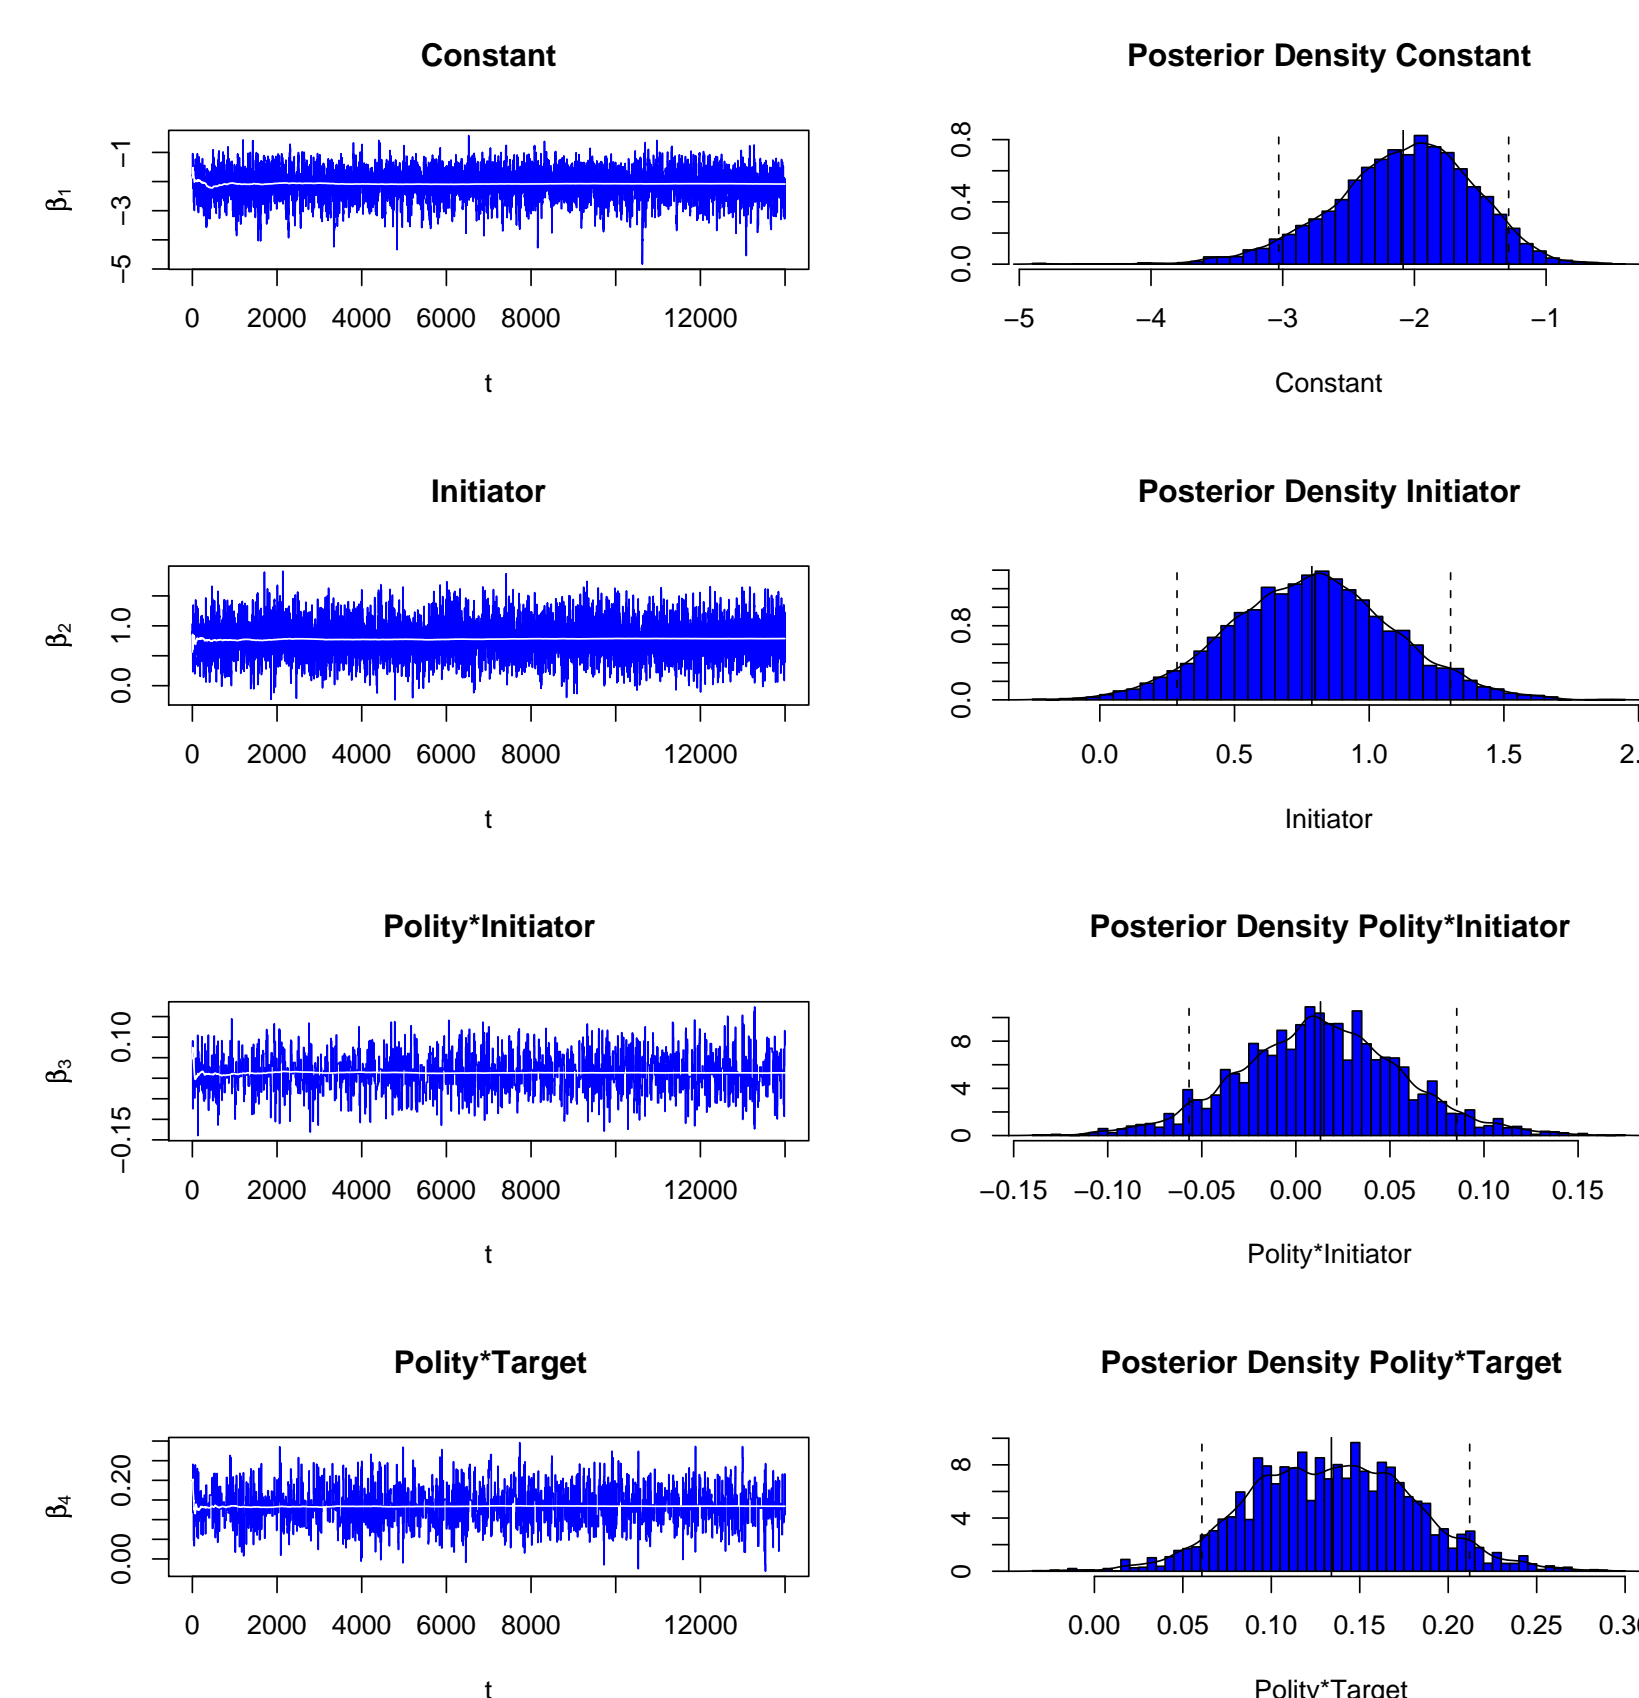 Constant
Posterior Density Constant
β1
−1
−3
−5
0 2000 4000 6000 8000 12000
t
0.8
0.4
0.0
−5 −4 −3 −2 −1
Constant
Initiator
Posterior Density Initiator
β2
1.0
0.0
0 2000 4000 6000 8000 12000
t
0.8
0.0
0.0 0.5 1.0 1.5
Initiator
Polity*Initiator
Posterior Density Polity*Initiator
β3
0.10
−0.15
0 2000 4000 6000 8000 12000
t
8
4
0
−0.15 −0.10 −0.05 0.00 0.05 0.10 0.15
Polity*Initiator
Polity*Target
Posterior Density Polity*Target
β4
0.20
0.00
0 2000 4000 6000 8000 12000
t
8
4
0
0.00 0.05 0.10 0.15 0.20 0.25
Polity*Target